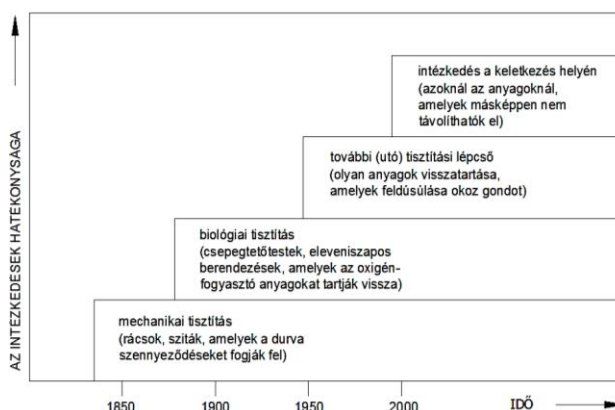 AZ INTÉZKEDÉSEK HATÉKONYSÁGA
intézkedés a keletkezés helyén
(azoknál az anyagoknál,
amelyek másképpen nem
távolíthatók el)
további (utó) tisztítási lépcső
(olyan anyagok visszatartása,
amelyek feldúsúlása okoz gondot)
biológiai tisztítás
(csepegtetőtestek, eleveniszapos
berendezések, amelyek az oxigén-
fogyasztó anyagokat tartják vissza)
mechanikai tisztítás
(rácsok, sziták, amelyek a durva
szennyeződéseket fogják fel)
1850 1900 1950 2000 IDŐ